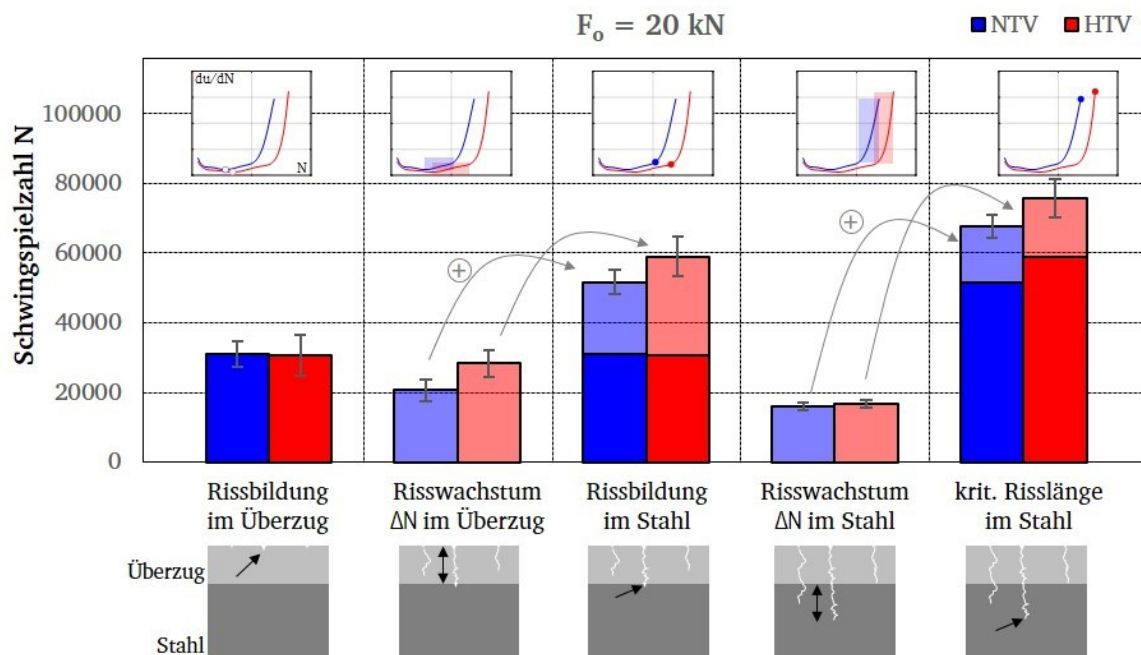 F₀ = 20 kN
NTV
HTV
Schwingspielzahl N
100000
80000
60000
40000
20000
0
du/dN
N
+
+
Rissbildung
im Überzug
Risswachstum
ΔN im Überzug
Rissbildung
im Stahl
Risswachstum
ΔN im Stahl
krit. Risslänge
im Stahl
Überzug
Stahl